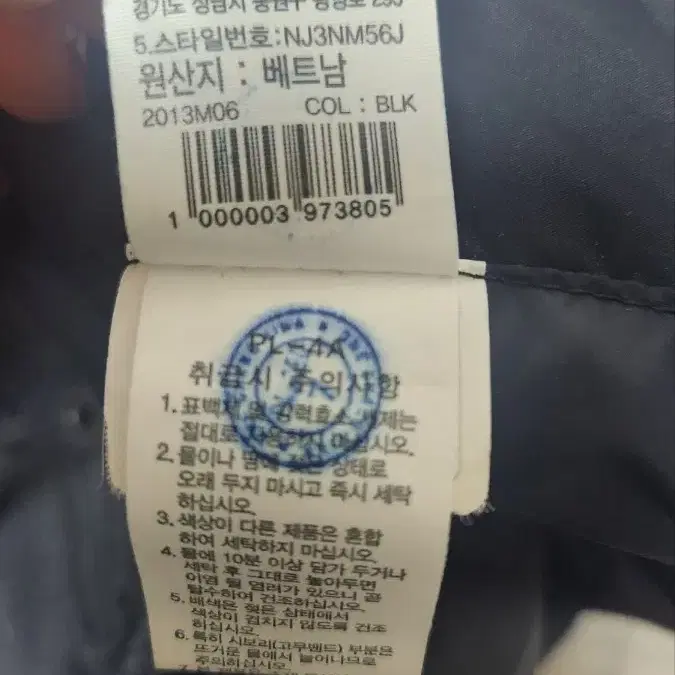 경기도 성남시
5.스타일번호:NJ3NM56J
원산지 : 베트남
2013M06 COL : BLK
1 000003 973805
PL-4A
취급시 주의사항
1.표백제 및
절대로 사용하지 마십시오.
2.물이나 땀에 젖은 상태로
오래 두지 마시고 즉시 세탁
하십시오.
3.색상이 다른 제품은 혼합
하여 세탁하지 마십시오.
4.물에 10분 이상 담가 두거나
세탁 후 그대로 놓아두면
이염 될 염려가 있으니 곧
탈수하여 건조하십시오.
5.배색은 젖은 상태에서
색상이 겹치지 않도록 건조
하십시오.
6.특히 시보리(고무밴드) 부분은
뜨거운 물에서 늘어나므로
주의하십시오.